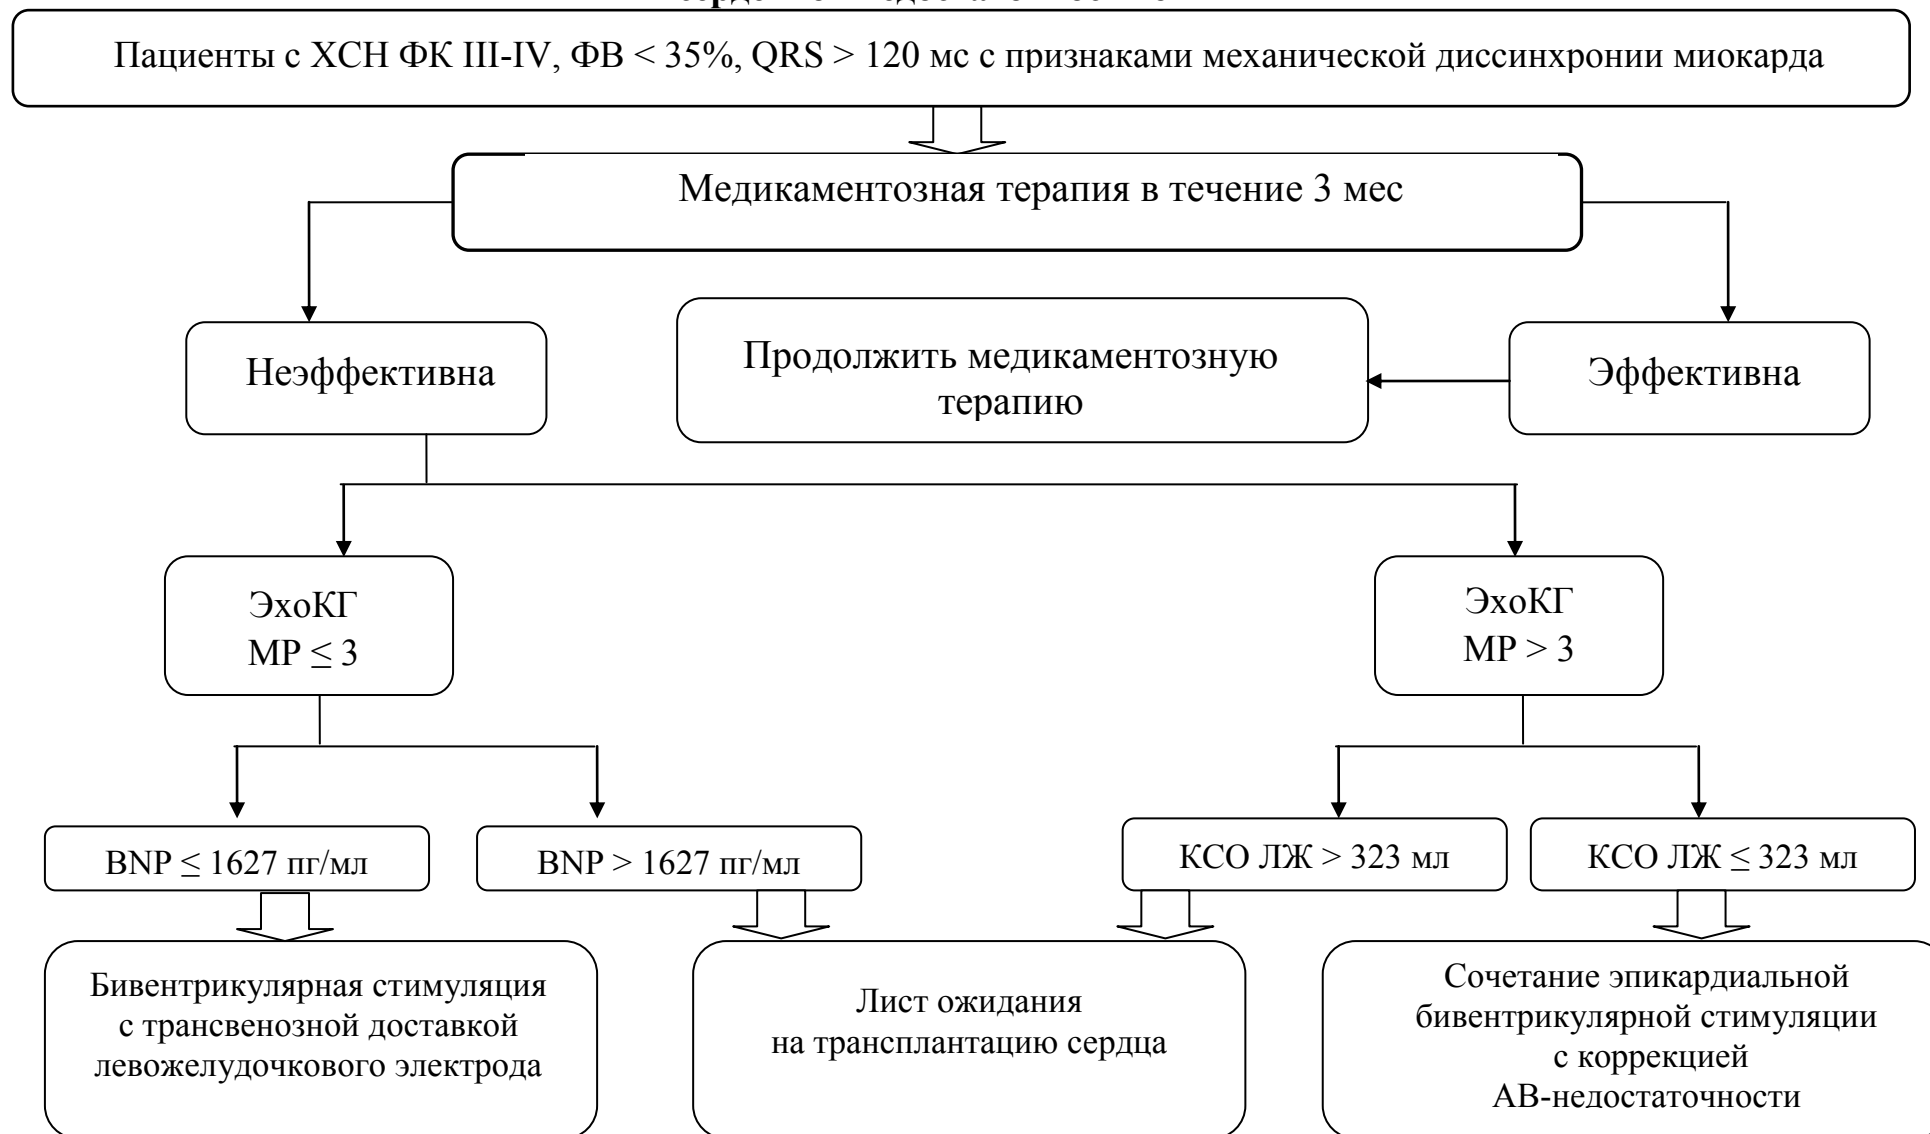 Пациенты с ХСН ФК III-IV, ФВ < 35%, QRS > 120 мс с признаками механической диссинхронии миокарда
Медикаментозная терапия в течение 3 мес
Неэффективна
Продолжить медикаментозную
терапию
Эффективна
ЭхоКГ
МР ≤ 3
ЭхоКГ
МР > 3
BNP ≤ 1627 пг/мл
BNP > 1627 пг/мл
КСО ЛЖ > 323 мл
КСО ЛЖ ≤ 323 мл
Бивентрикулярная стимуляция
с трансвенозной доставкой
левожелудочкового электрода
Лист ожидания
на трансплантацию сердца
Сочетание эпикардиальной
бивентрикулярной стимуляции
с коррекцией
АВ-недостаточности